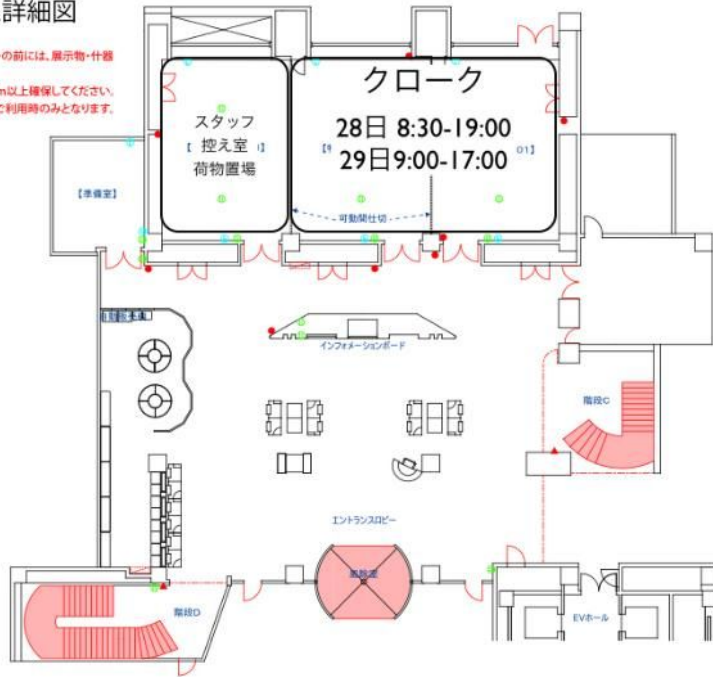 詳細図
の前には、展示物・什器
m以上確保してください。
ご利用時のみとなります。
スタッフ
控え室
荷物置場
クローク
28日 8:30-19:00
29日9:00-17:00
01】
【準備室】
可動間仕切
インフォメーションボード
階段C
エントランスロビー
風除室
階段D
EVホール